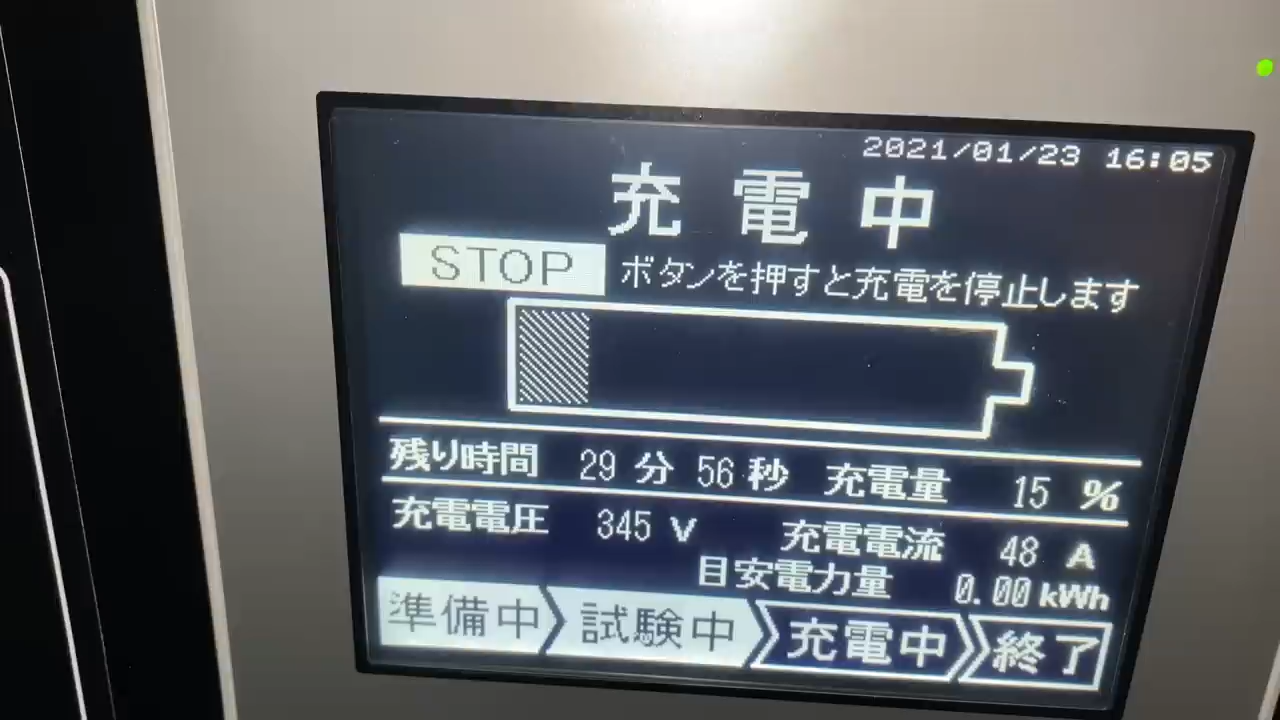 2021/01/23 16:05
充電中
STOP ボタンを押すと充電を停止します
残り時間 29 分 56 秒 充電量 15 %
充電電圧 345 V 充電電流 48 A
目安電力量 0.00 kWh
準備中 試験中 充電中 終了